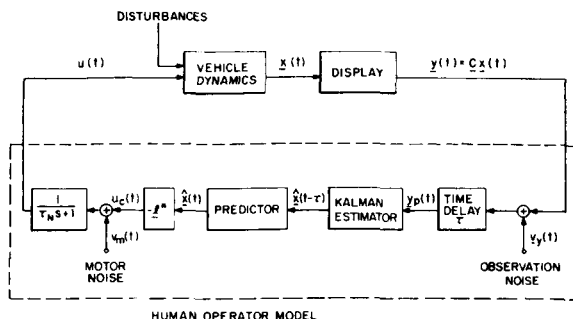 DISTURBANCES
u(t)
VEHICLE
DYNAMICS
x(t)
DISPLAY
y(t) = C x(t)
1
τNS+1
uc(t)
-ℓ*
x̂(t)
PREDICTOR
x̂(t-τ)
KALMAN
ESTIMATOR
yp(t)
TIME
DELAY
τ
vm(t)
vy(t)
MOTOR
NOISE
OBSERVATION
NOISE
HUMAN OPERATOR MODEL